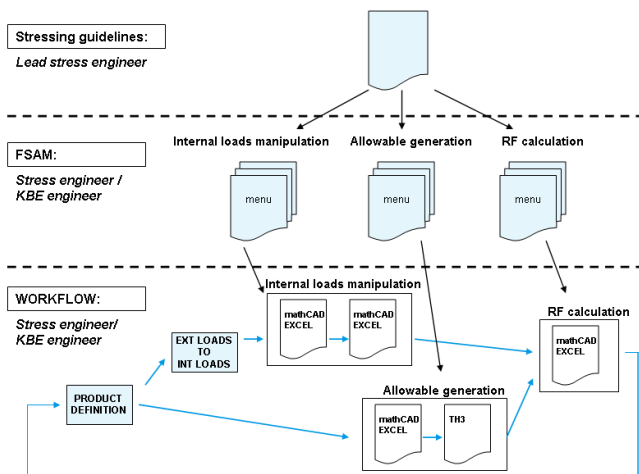 Stressing guidelines:
Lead stress engineer
FSAM:
Stress engineer /
KBE engineer
Internal loads manipulation
Allowable generation
RF calculation
menu
menu
menu
WORKFLOW:
Stress engineer/
KBE engineer
Internal loads manipulation
mathCAD
EXCEL
mathCAD
EXCEL
RF calculation
mathCAD
EXCEL
EXT LOADS
TO
INT LOADS
PRODUCT
DEFINITION
Allowable generation
mathCAD
EXCEL
TH3